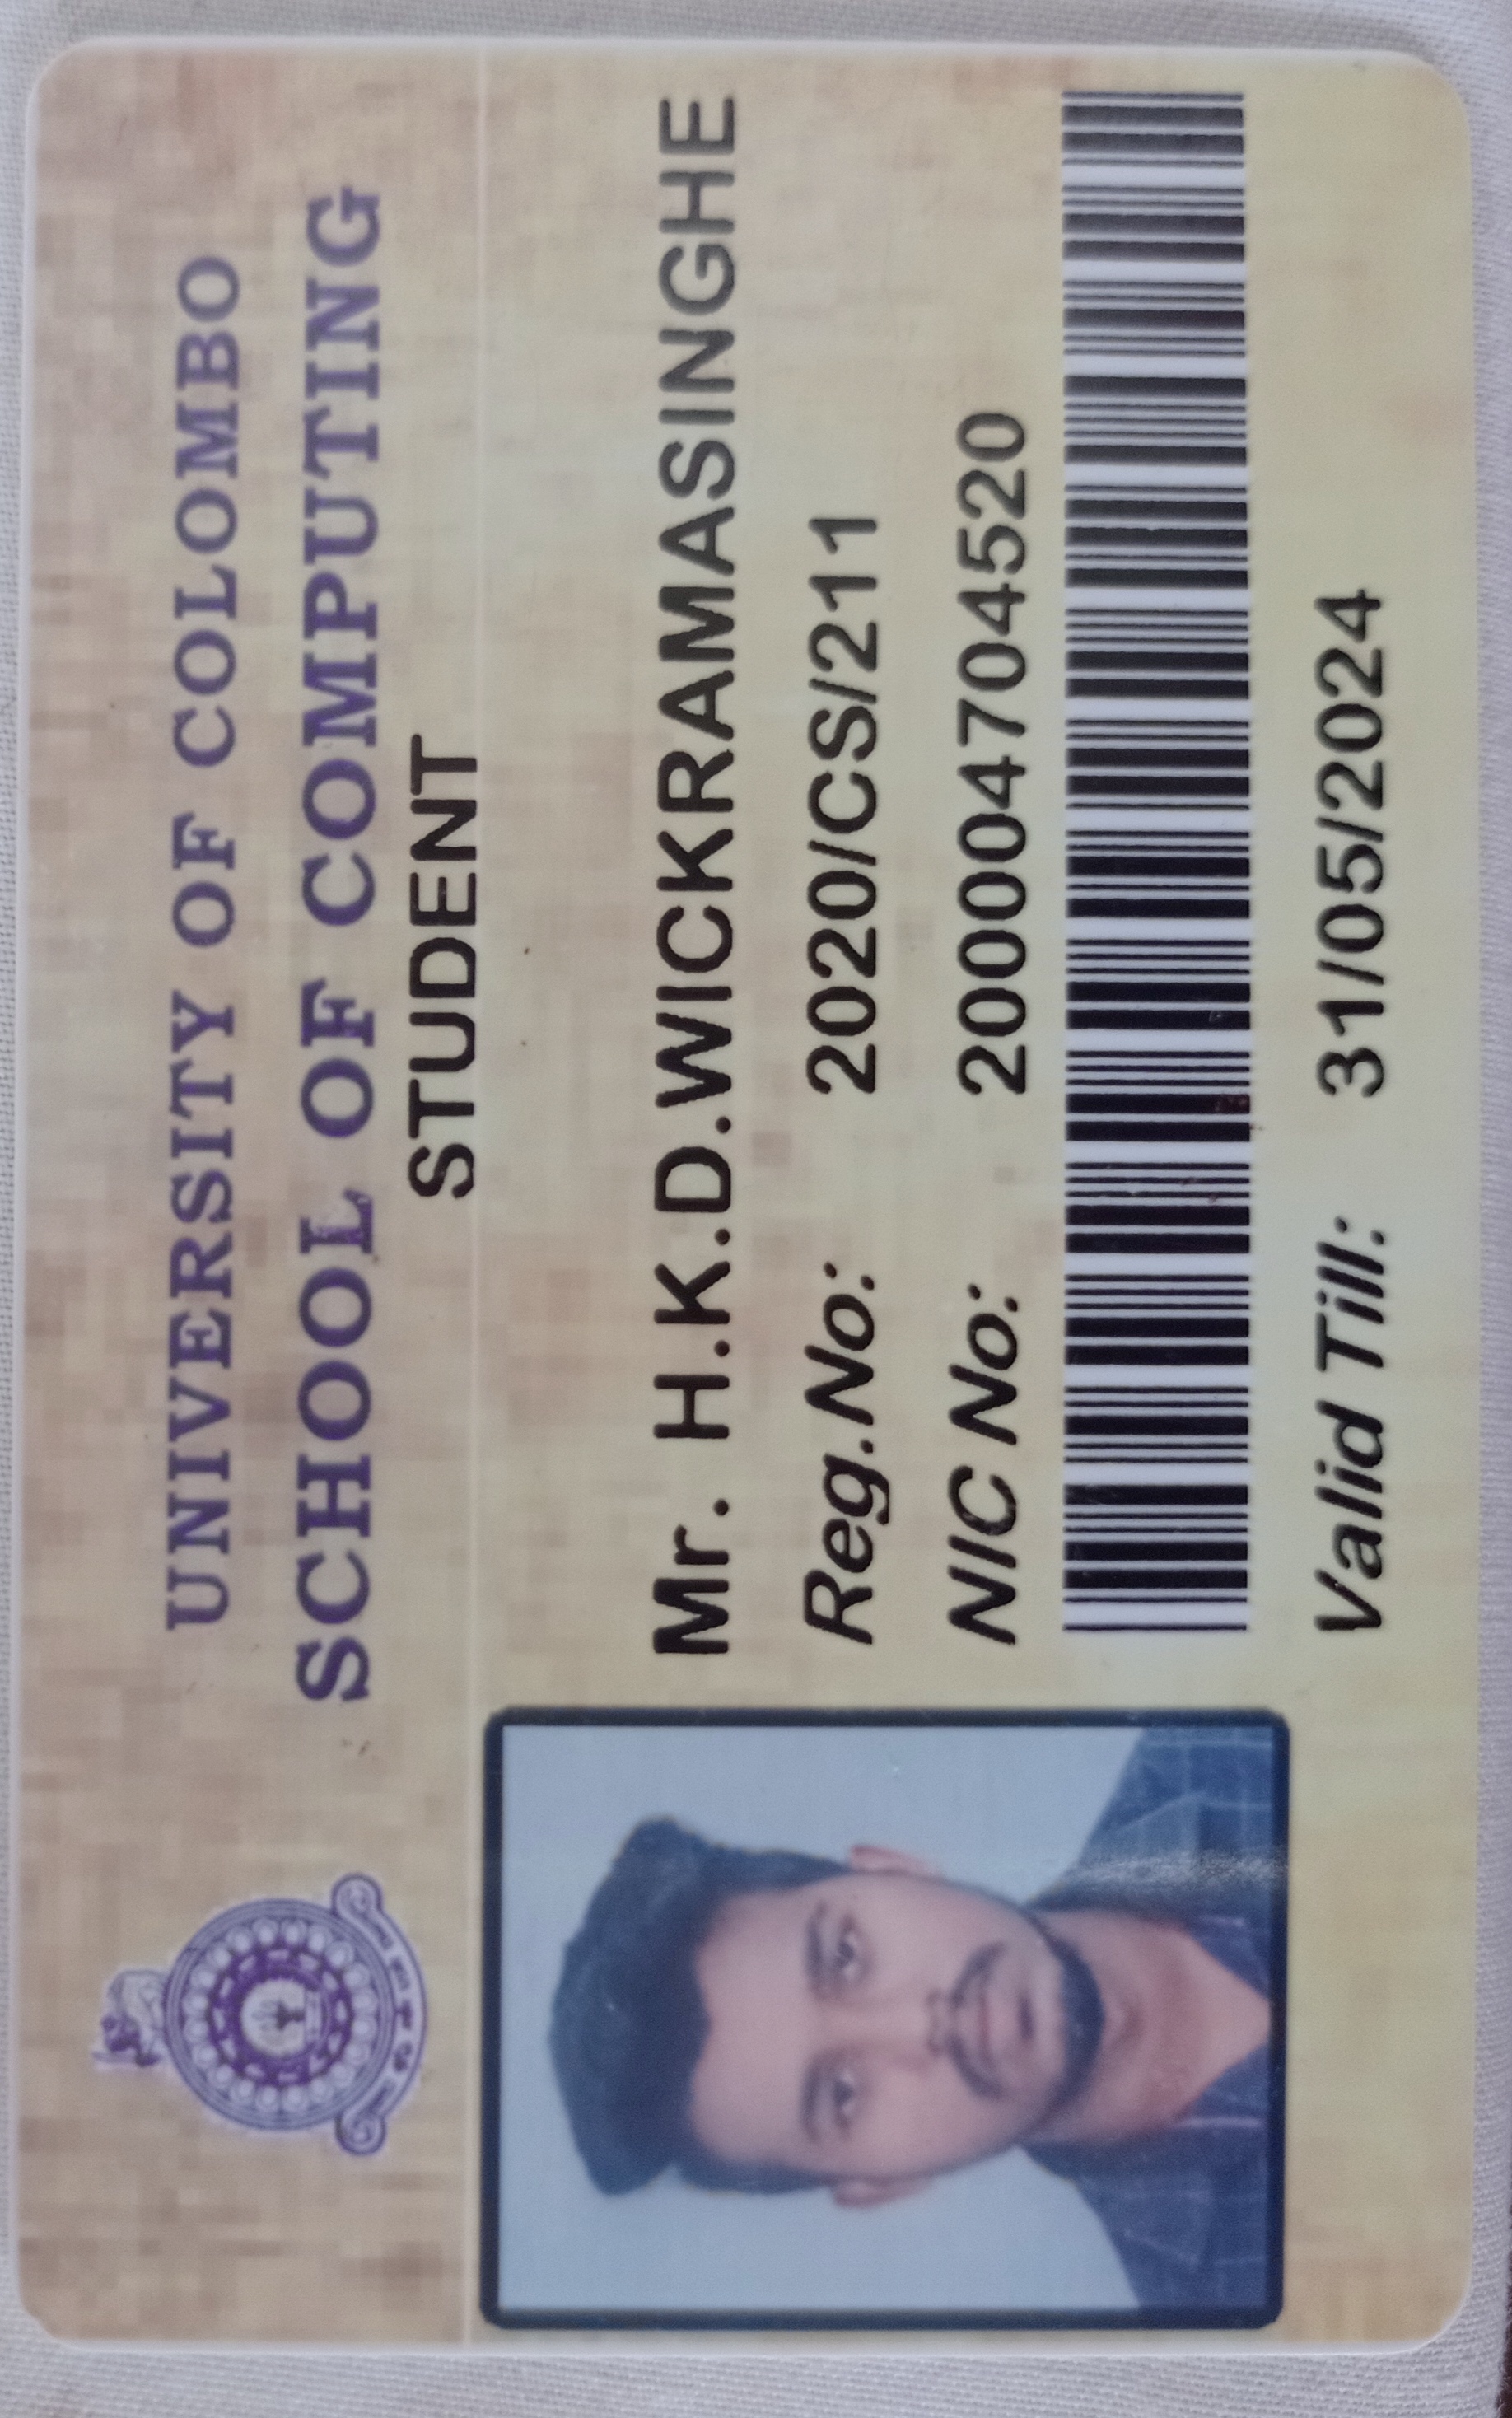 UNIVERSITY OF COLOMBO
SCHOOL OF COMPUTING
STUDENT
Mr. H.K.D.WICKRAMASINGHE
Reg.No: 2020/CS/211
NIC No: 200004704520
Valid Till: 31/05/2024